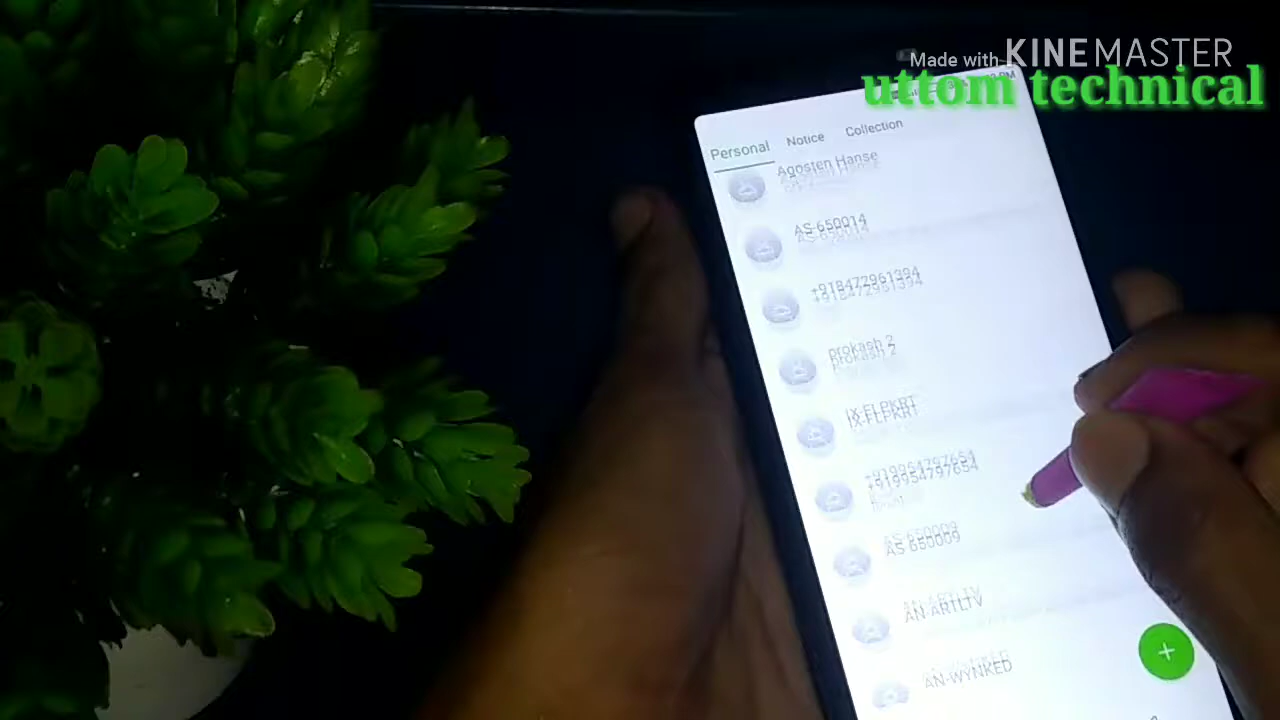 Made with KINEMASTER
uttom technical
Personal Notice Collection
Agosten Hanse
AS-650014
+918472961394
prokash 2
IX-FLPKRT
+919954797654
AS 650009
AN-ARTLTV
AN-WYNKED